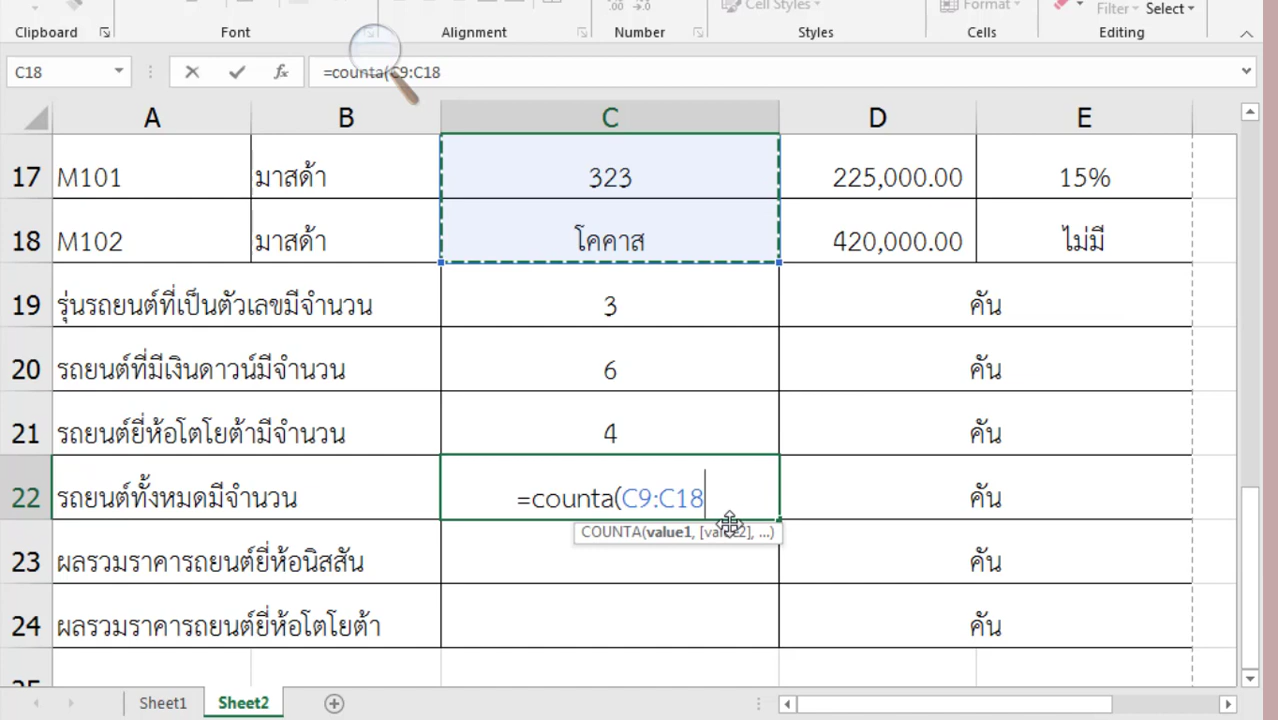 Cell Styles Format Filter Select
Clipboard Font Alignment Number Styles Cells Editing
C18 fx =counta(C9:C18
A B C D E
17 M101 มาสด้า 323 225,000.00 15%
18 M102 มาสด้า โคคาส 420,000.00 ไม่มี
19 รุ่นรถยนต์ที่เป็นตัวเลขมีจำนวน 3 คัน
20 รถยนต์ที่มีเงินดาวน์มีจำนวน 6 คัน
21 รถยนต์ยี่ห้อโตโยต้ามีจำนวน 4 คัน
22 รถยนต์ทั้งหมดมีจำนวน =counta(C9:C18 คัน
COUNTA(value1, [value2], ...)
23 ผลรวมราคารถยนต์ยี่ห้อนิสสัน คัน
24 ผลรวมราคารถยนต์ยี่ห้อโตโยต้า คัน
25
Sheet1 Sheet2